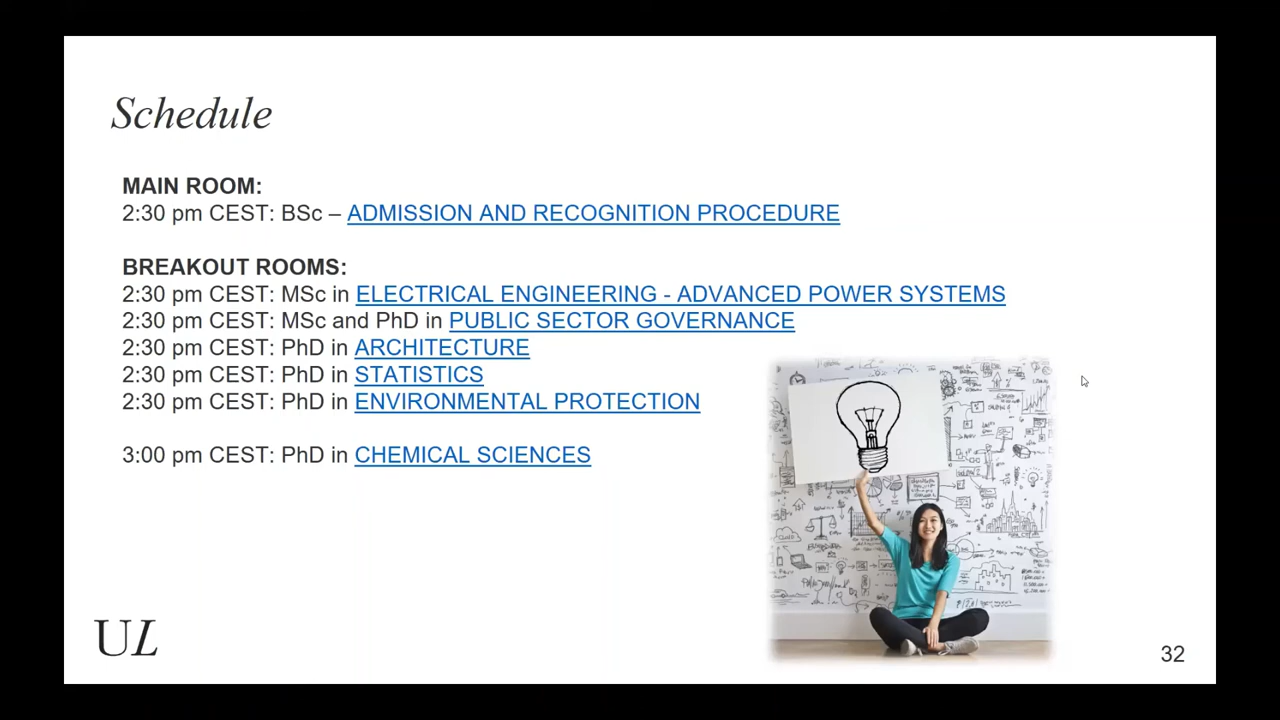 Schedule
MAIN ROOM:
2:30 pm CEST: BSc – ADMISSION AND RECOGNITION PROCEDURE
BREAKOUT ROOMS:
2:30 pm CEST: MSc in ELECTRICAL ENGINEERING - ADVANCED POWER SYSTEMS
2:30 pm CEST: MSc and PhD in PUBLIC SECTOR GOVERNANCE
2:30 pm CEST: PhD in ARCHITECTURE
2:30 pm CEST: PhD in STATISTICS
2:30 pm CEST: PhD in ENVIRONMENTAL PROTECTION
3:00 pm CEST: PhD in CHEMICAL SCIENCES
CLOUD
UL
32